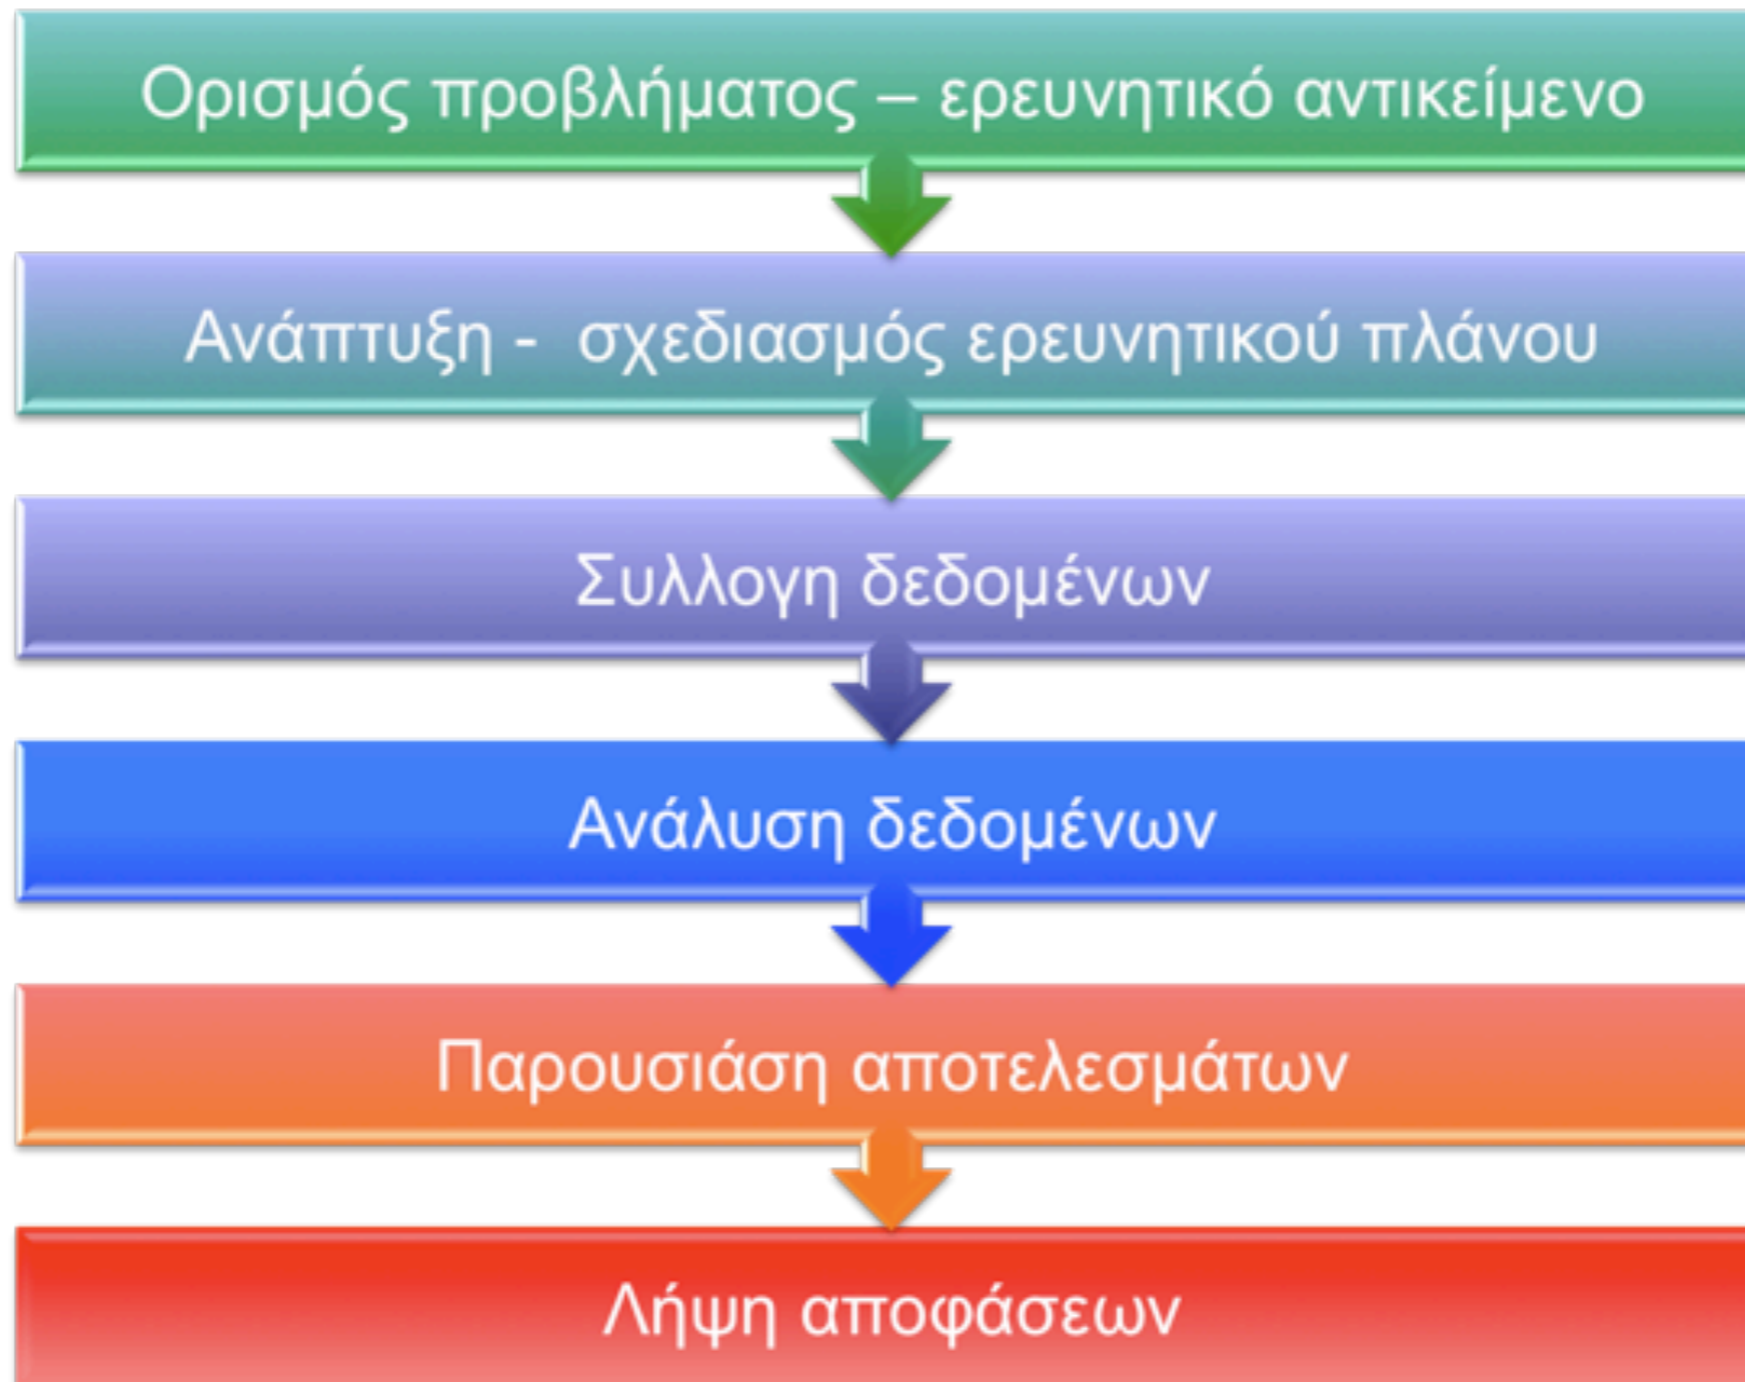 Ορισμός προβλήματος – ερευνητικό αντικείμενο
Ανάπτυξη -  σχεδιασμός ερευνητικού πλάνου
Συλλογη δεδομένων
Ανάλυση δεδομένων
Παρουσιάση αποτελεσμάτων
Λήψη αποφάσεων